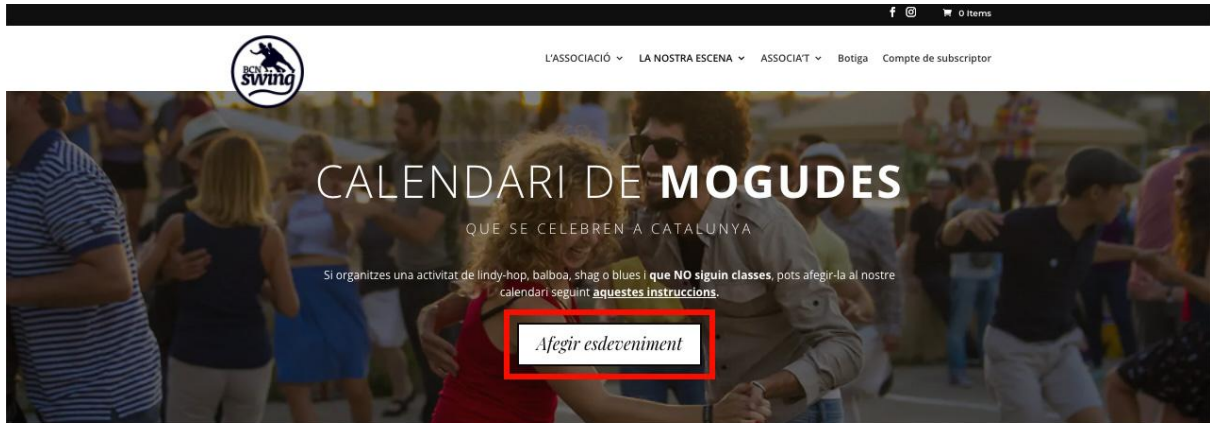 0 Items
BCN
swing
L'ASSOCIACIÓ LA NOSTRA ESCENA ASSOCIA'T Botiga Compte de subscriptor
CALENDARI DE MOGUDES
QUE SE CELEBREN A CATALUNYA
Si organitzes una activitat de lindy-hop, balboa, shag o blues i que NO siguin classes, pots afegir-la al nostre
calendari seguint aquestes instruccions.
Afegir esdeveniment